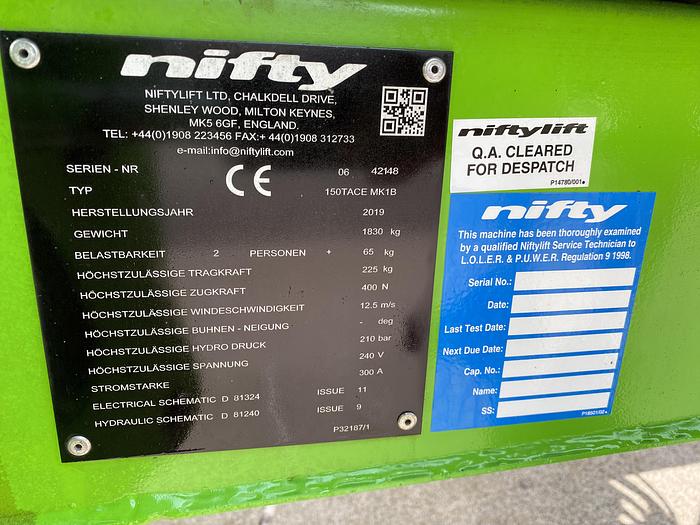 nifty
NIFTYLIFT LTD, CHALKDELL DRIVE,
SHENLEY WOOD, MILTON KEYNES,
MK5 6GF, ENGLAND.
TEL: +44(0)1908 223456 FAX:+ 44(0)1908 312733
e-mail:info@niftylift.com
CE
SERIEN - NR 06 42148
TYP 150TACE MK1B
HERSTELLUNGSJAHR 2019
GEWICHT 1830 kg
BELASTBARKEIT 2 PERSONEN + 65 kg
HÖCHSTZULÄSSIGE TRAGKRAFT 225 kg
HÖCHSTZULÄSSIGE ZUGKRAFT 400 N
HÖCHSTZULÄSSIGE WINDESCHWINDIGKEIT 12.5 m/s
HÖCHSTZULÄSSIGE BUHNEN - NEIGUNG - deg
HÖCHSTZULÄSSIGE HYDRO DRUCK 210 bar
HÖCHSTZULÄSSIGE SPANNUNG 240 V
STROMSTARKE 300 A
ELECTRICAL SCHEMATIC D 81324 ISSUE 11
HYDRAULIC SCHEMATIC D 81240 ISSUE 9
P32187/1
niftylift
Q.A. CLEARED
FOR DESPATCH
P14780/001
nifty
This machine has been thoroughly examined
by a qualified Niftylift Service Technician to
L.O.L.E.R. & P.U.W.E.R. Regulation 9 1998.
Serial No.:
Date:
Last Test Date:
Next Due Date:
Cap. No.:
Name:
SS:
P18501/02